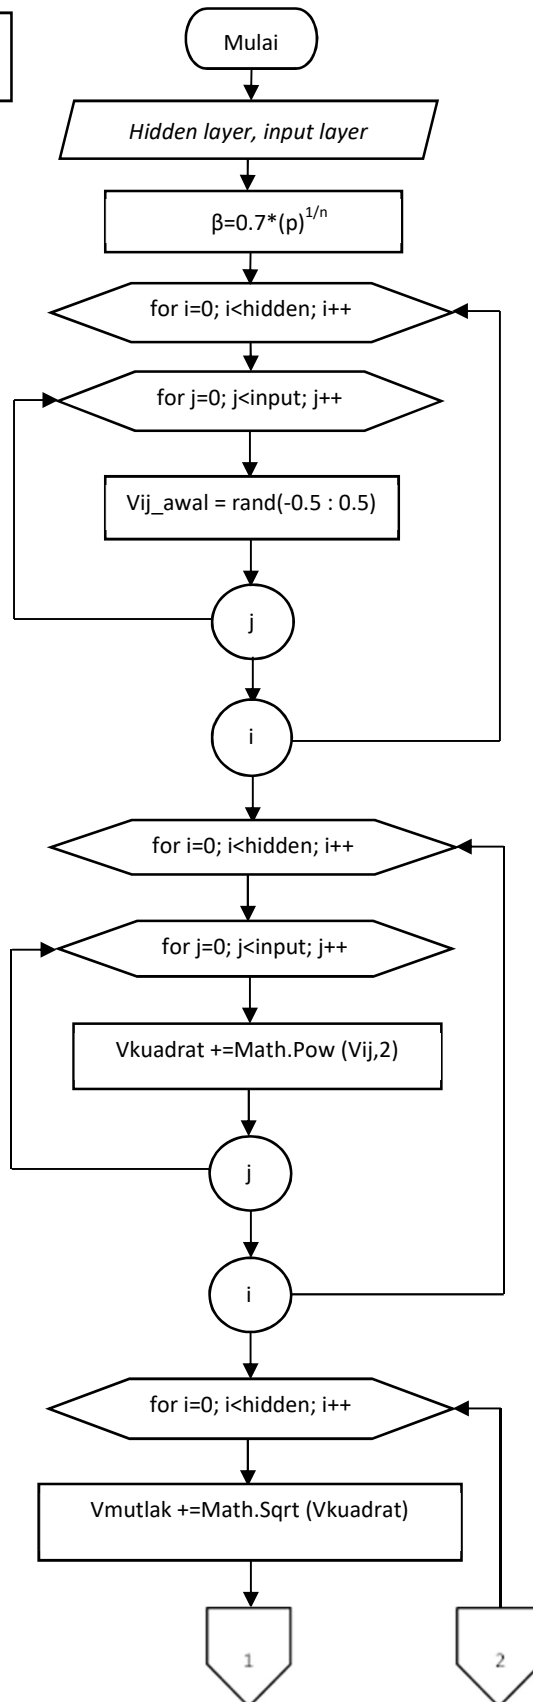 Mulai
Hidden layer, input layer
β=0.7*(p)^1/n
for i=0; i<hidden; i++
for j=0; j<input; j++
Vij_awal = rand(-0.5 : 0.5)
j
i
for i=0; i<hidden; i++
for j=0; j<input; j++
Vkuadrat +=Math.Pow (Vij,2)
j
i
for i=0; i<hidden; i++
Vmutlak +=Math.Sqrt (Vkuadrat)
1
2